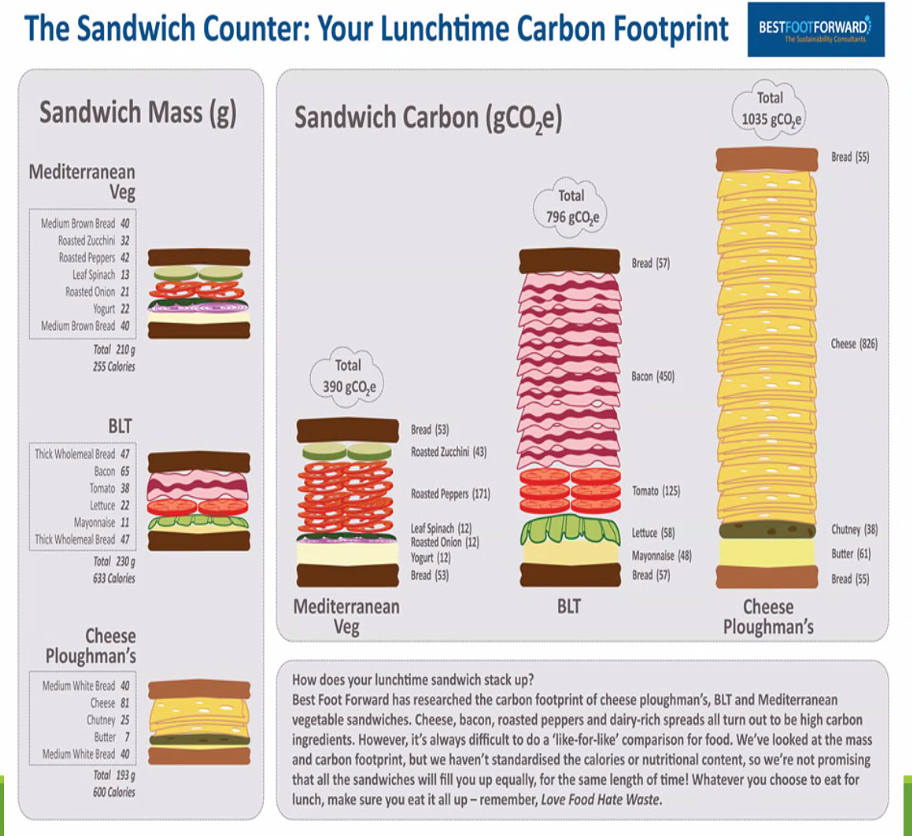 The Sandwich Counter: Your Lunchtime Carbon Footprint
BESTFOOTFORWARD
The Sustainability Consultants
Sandwich Mass (g)
Mediterranean
Veg
Medium Brown Bread 40
Roasted Zucchini 32
Roasted Peppers 42
Leaf Spinach 13
Roasted Onion 21
Yogurt 22
Medium Brown Bread 40
Total 210 g
255 Calories
BLT
Thick Wholemeal Bread 47
Bacon 65
Tomato 38
Lettuce 22
Mayonnaise 11
Thick Wholemeal Bread 47
Total 230 g
633 Calories
Cheese
Ploughman's
Medium White Bread 40
Cheese 81
Chutney 25
Butter 7
Medium White Bread 40
Total 193 g
600 Calories
Sandwich Carbon (gCO₂e)
Total
390 gCO₂e
Bread (53)
Roasted Zucchini (43)
Roasted Peppers (171)
Leaf Spinach (12)
Roasted Onion (12)
Yogurt (12)
Bread (53)
Mediterranean
Veg
Total
796 gCO₂e
Bread (57)
Bacon (450)
Tomato (125)
Lettuce (58)
Mayonnaise (48)
Bread (57)
BLT
Total
1035 gCO₂e
Bread (55)
Cheese (826)
Chutney (38)
Butter (61)
Bread (55)
Cheese
Ploughman's
How does your lunchtime sandwich stack up?
Best Foot Forward has researched the carbon footprint of cheese ploughman's, BLT and Mediterranean
vegetable sandwiches. Cheese, bacon, roasted peppers and dairy-rich spreads all turn out to be high carbon
ingredients. However, it's always difficult to do a 'like-for-like' comparison for food. We've looked at the mass
and carbon footprint, but we haven't standardised the calories or nutritional content, so we're not promising
that all the sandwiches will fill you up equally, for the same length of time! Whatever you choose to eat for
lunch, make sure you eat it all up – remember, Love Food Hate Waste.